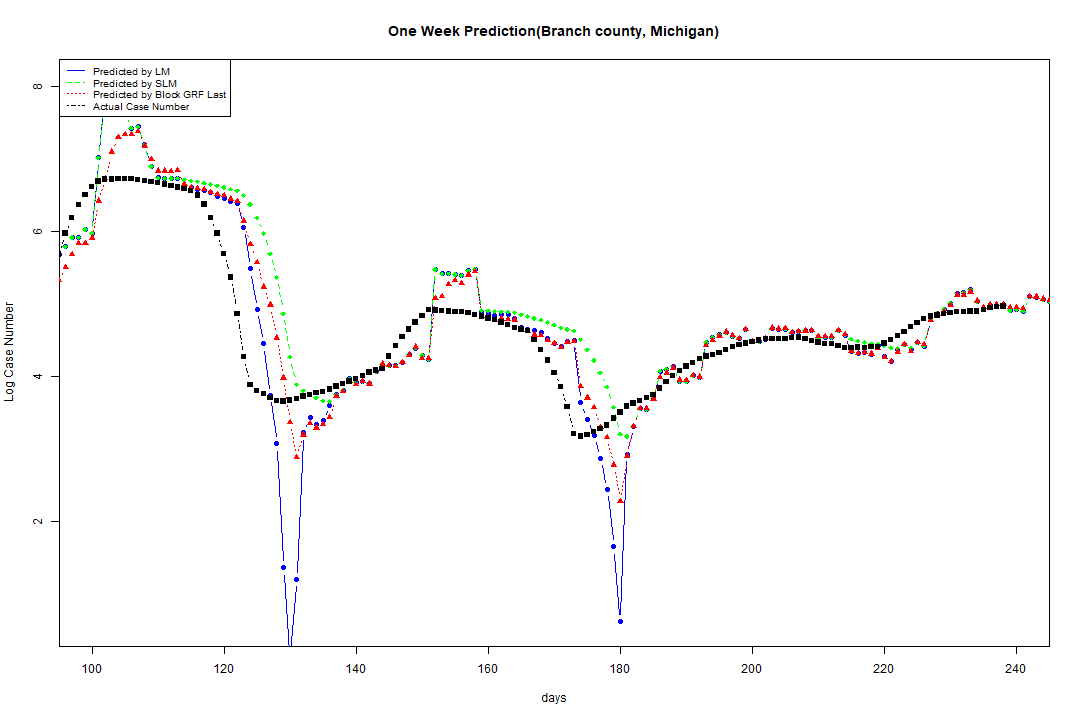 One Week Prediction(Branch county, Michigan)
Predicted by LM
Predicted by SLM
Predicted by Block GRF Last
Actual Case Number
8
6
4
2
Log Case Number
100 120 140 160 180 200 220 240
days